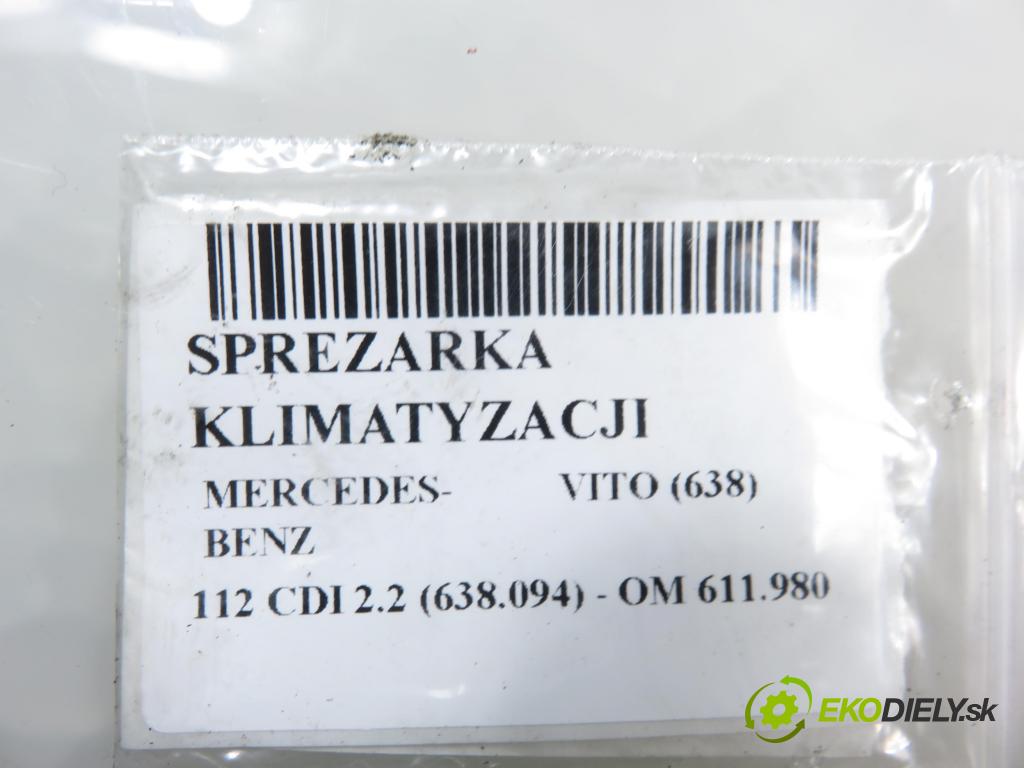 SPREZARKA
KLIMATYZACJI
MERCEDES- VITO (638)
BENZ
112 CDI 2.2 (638.094) - OM 611.980
EKODIELY.sk